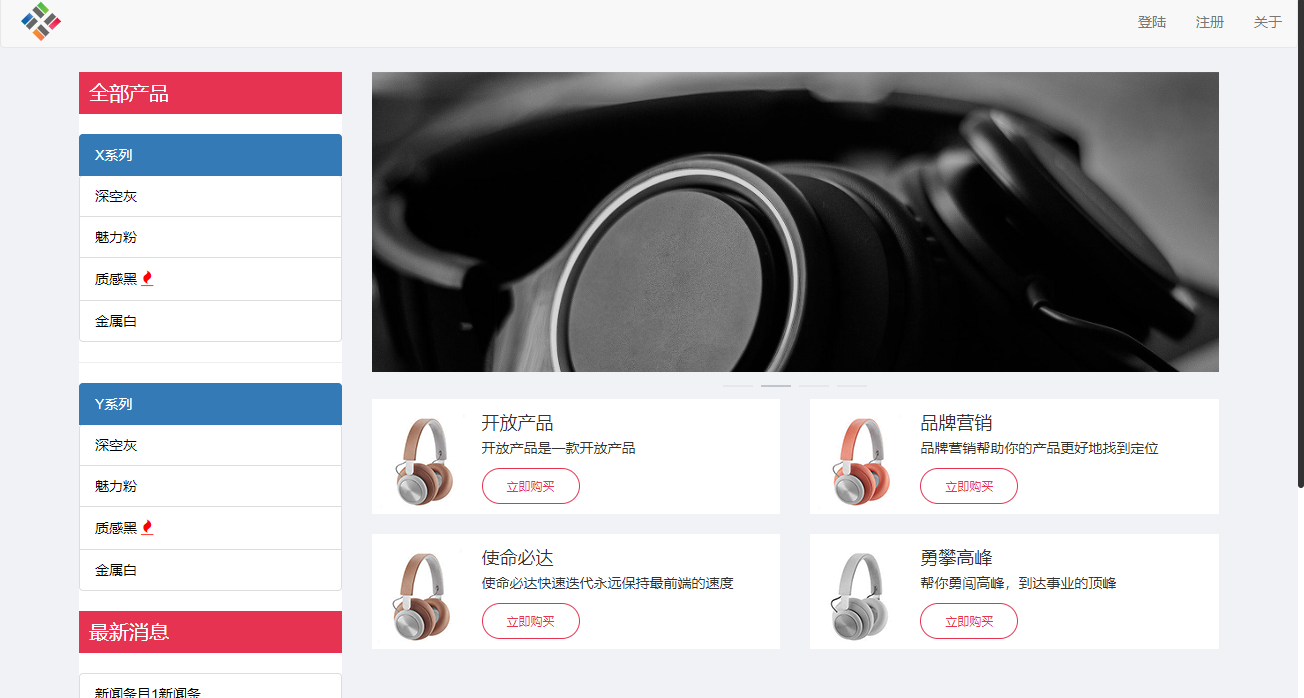 登陆 注册 关于
全部产品
X系列
深空灰
魅力粉
质感黑
金属白
Y系列
深空灰
魅力粉
质感黑
金属白
最新消息
新闻条目1新闻条
开放产品
开放产品是一款开放产品
立即购买
品牌营销
品牌营销帮助你的产品更好地找到定位
立即购买
使命必达
使命必达快速迭代永远保持最前端的速度
立即购买
勇攀高峰
帮你勇闯高峰，到达事业的顶峰
立即购买